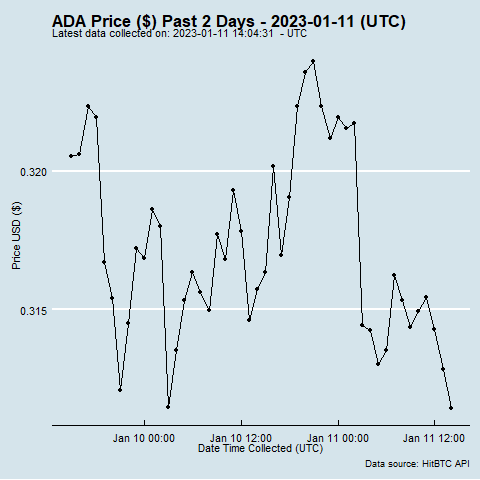 ADA Price ($) Past 2 Days - 2023-01-11 (UTC)
Latest data collected on: 2023-01-11 14:04:31 - UTC
0.320
Price USD ($)
0.315
Jan 10 00:00 Jan 10 12:00 Jan 11 00:00 Jan 11 12:00
Date Time Collected (UTC)
Data source: HitBTC API